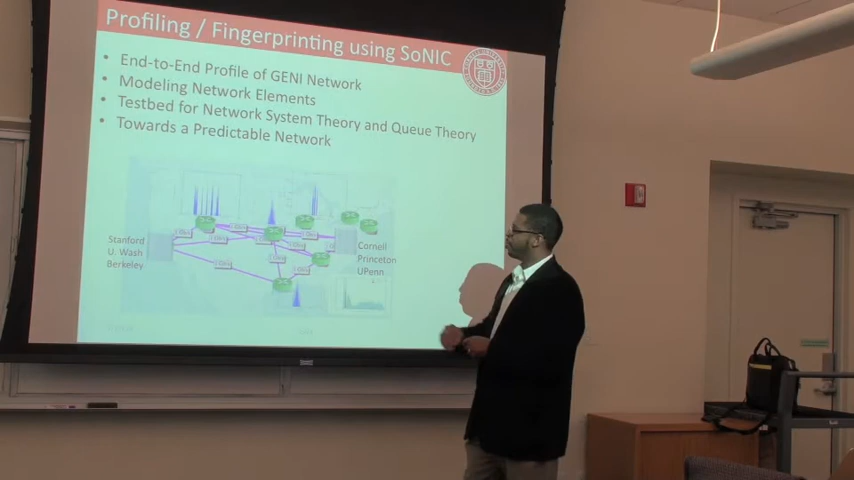 Profiling / Fingerprinting using SoNIC
• End-to-End Profile of GENI Network
• Modeling Network Elements
• Testbed for Network System Theory and Queue Theory
• Towards a Predictable Network
Stanford
U. Wash
Berkeley
Cornell
Princeton
UPenn